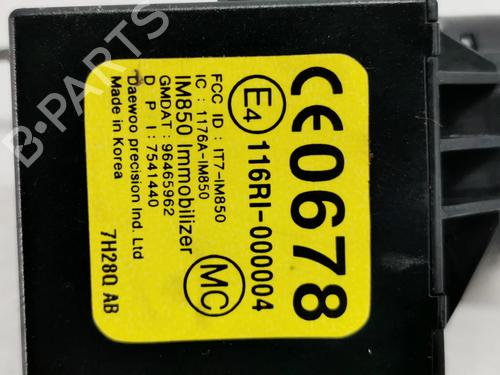 CE0678
E4 116RI-000004
FCC ID : IT7-IM850
IC : 1176A-IM850
IM850 Immobilizer
GMDAT : 96465962
D P I : 7541440
Daewoo precision Ind. Ltd
Made in Korea
MC
7H28Q AB
B-PARTS